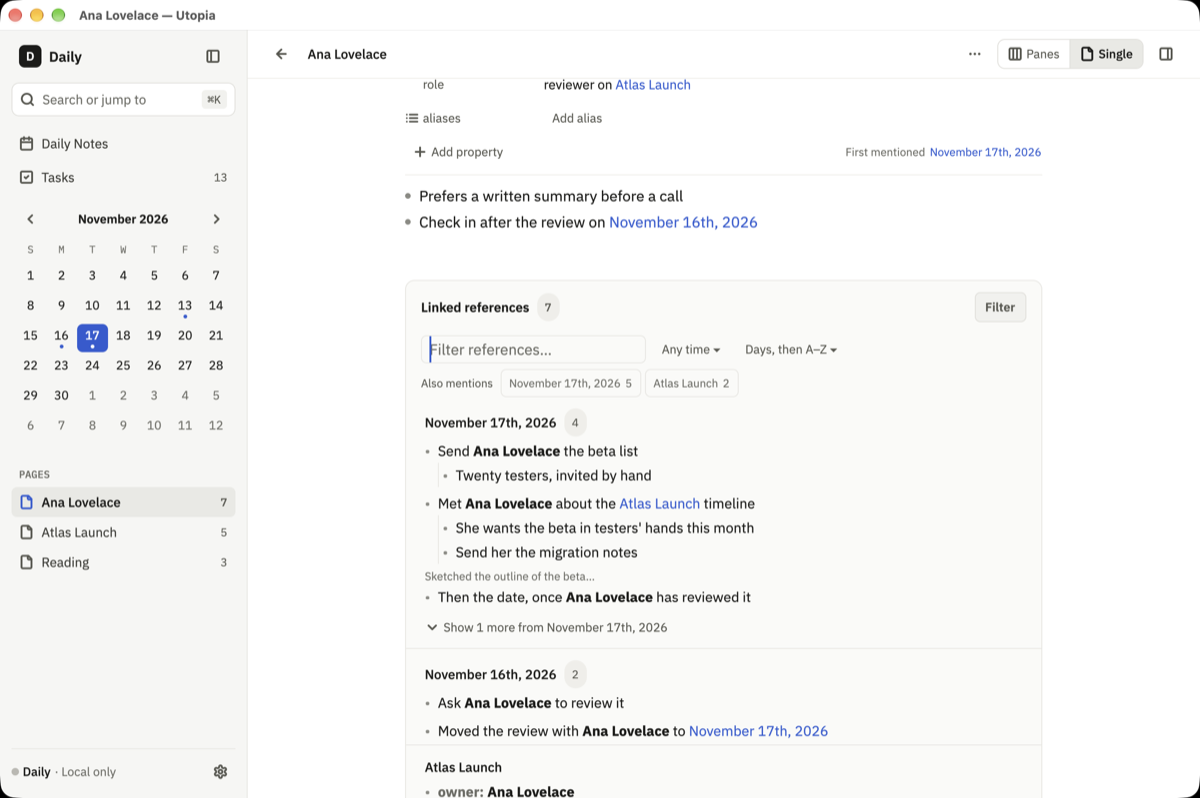 Ana Lovelace — Utopia
D Daily
Search or jump to ⌘K
Daily Notes
Tasks 13
November 2026
S M T W T F S
1 2 3 4 5 6 7
8 9 10 11 12 13 14
15 16 17 18 19 20 21
22 23 24 25 26 27 28
29 30 1 2 3 4 5
6 7 8 9 10 11 12
PAGES
Ana Lovelace 7
Atlas Launch 5
Reading 3
Daily · Local only
Ana Lovelace
Panes
Single
role reviewer on Atlas Launch
aliases Add alias
Add property
First mentioned November 17th, 2026
Prefers a written summary before a call
Check in after the review on November 16th, 2026
Linked references 7
Filter
Filter references...
Any time
Days, then A–Z
Also mentions
November 17th, 2026 5
Atlas Launch 2
November 17th, 2026 4
Send Ana Lovelace the beta list
Twenty testers, invited by hand
Met Ana Lovelace about the Atlas Launch timeline
She wants the beta in testers' hands this month
Send her the migration notes
Sketched the outline of the beta...
Then the date, once Ana Lovelace has reviewed it
Show 1 more from November 17th, 2026
November 16th, 2026 2
Ask Ana Lovelace to review it
Moved the review with Ana Lovelace to November 17th, 2026
Atlas Launch
owner: Ana Lovelace